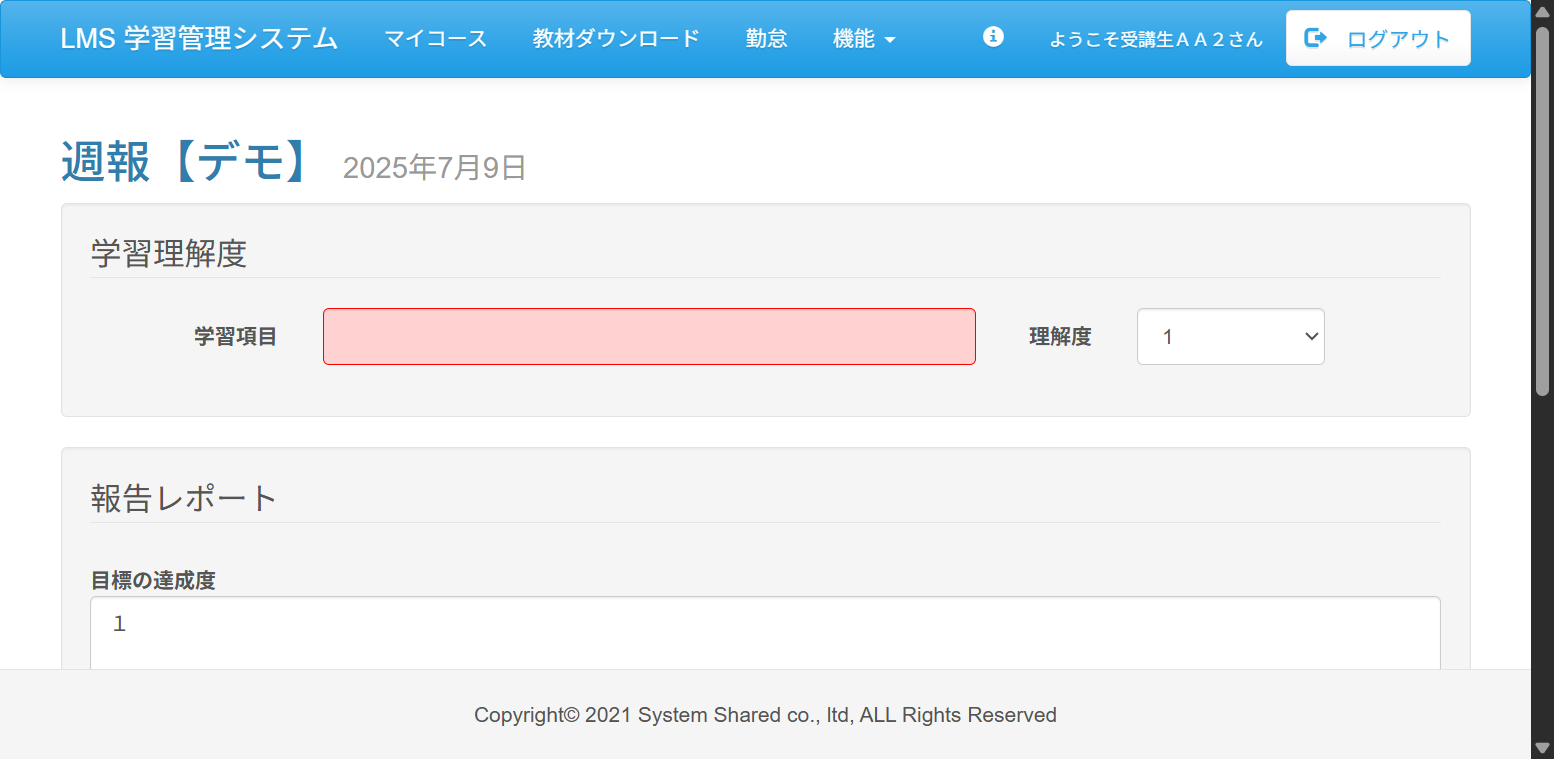 LMS 学習管理システム マイコース 教材ダウンロード 勤怠 機能 ようこそ受講生ＡＡ２さん ログアウト
週報【デモ】 2025年7月9日
学習理解度
学習項目 理解度 1
報告レポート
目標の達成度
1
Copyright© 2021 System Shared co., ltd, ALL Rights Reserved